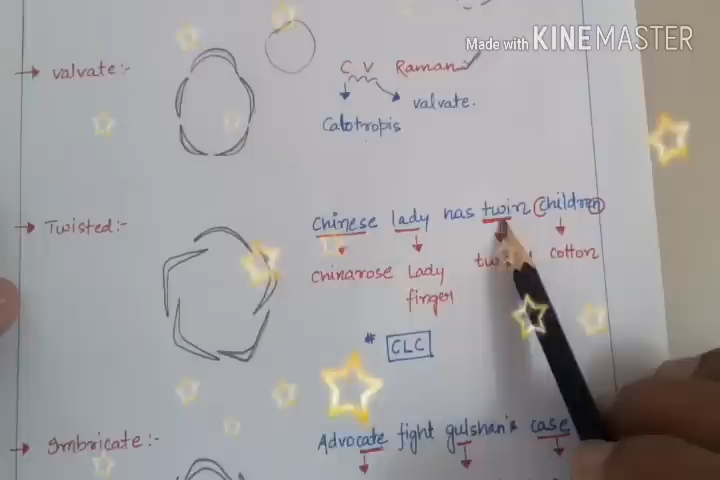 Made with KINEMASTER
→ valvate:-
C V Raman
Calotropis
valvate.
→ Twisted:-
Chinese lady has twin children
chinarose
Lady finger
cotton
* CLC
→ Imbricate:-
Advocate fight gulshan's case